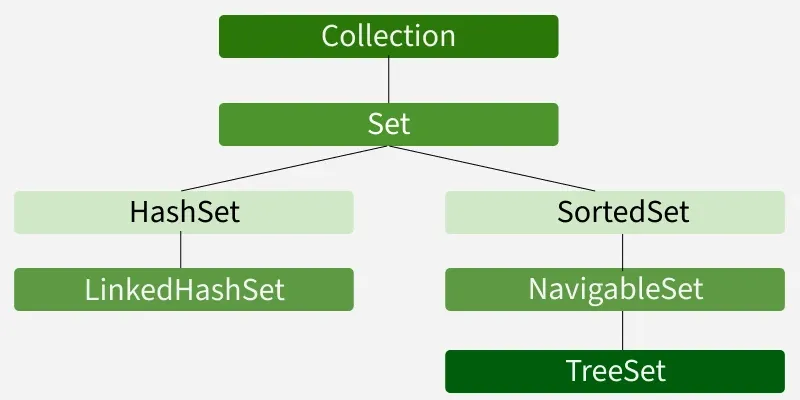 Collection
Set
HashSet
SortedSet
LinkedHashSet
NavigableSet
TreeSet